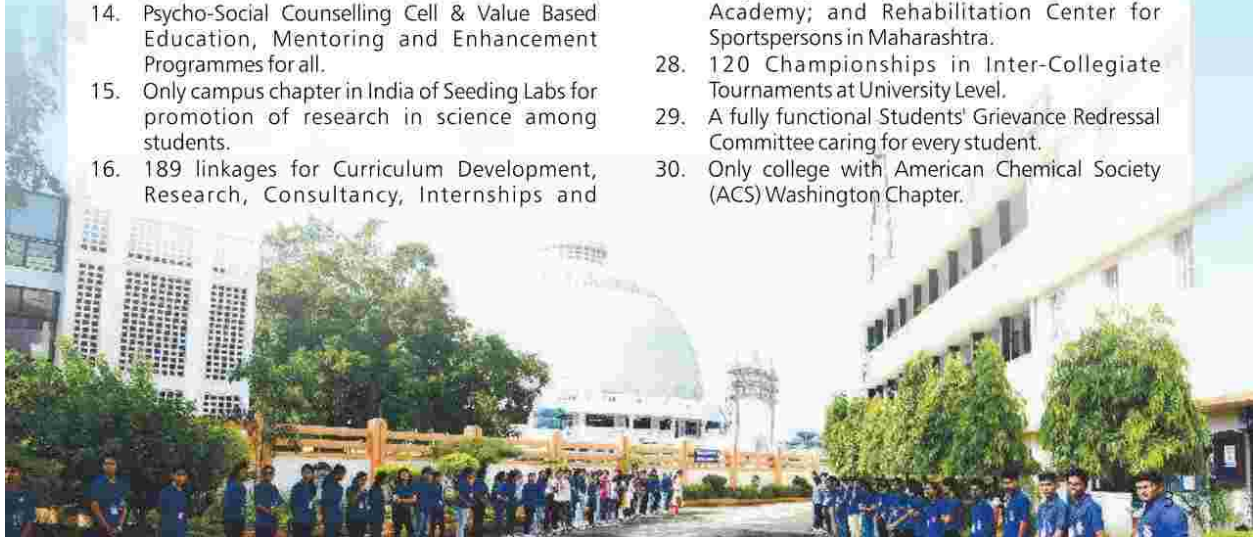 14. Psycho-Social Counselling Cell & Value Based
Education, Mentoring and Enhancement
Programmes for all.
15. Only campus chapter in India of Seeding Labs for
promotion of research in science among
students.
16. 189 linkages for Curriculum Development,
Research, Consultancy, Internships and
Academy; and Rehabilitation Center for
Sportspersons in Maharashtra.
28. 120 Championships in Inter-Collegiate
Tournaments at University Level.
29. A fully functional Students' Grievance Redressal
Committee caring for every student.
30. Only college with American Chemical Society
(ACS) Washington Chapter.
3